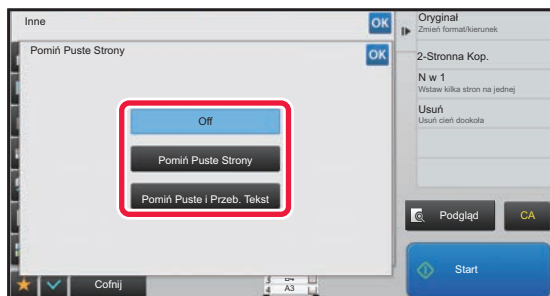 Inne
OK
Pomiń Puste Strony
OK
Off
Pomiń Puste Strony
Pomiń Puste i Przeb. Tekst
Cofnij
B4
A3
Oryginał
Zmień format/kierunek
2-Stronna Kop.
N w 1
Wstaw kilka stron na jednej
Usuń
Usuń cień dookoła
Podgląd
CA
Start